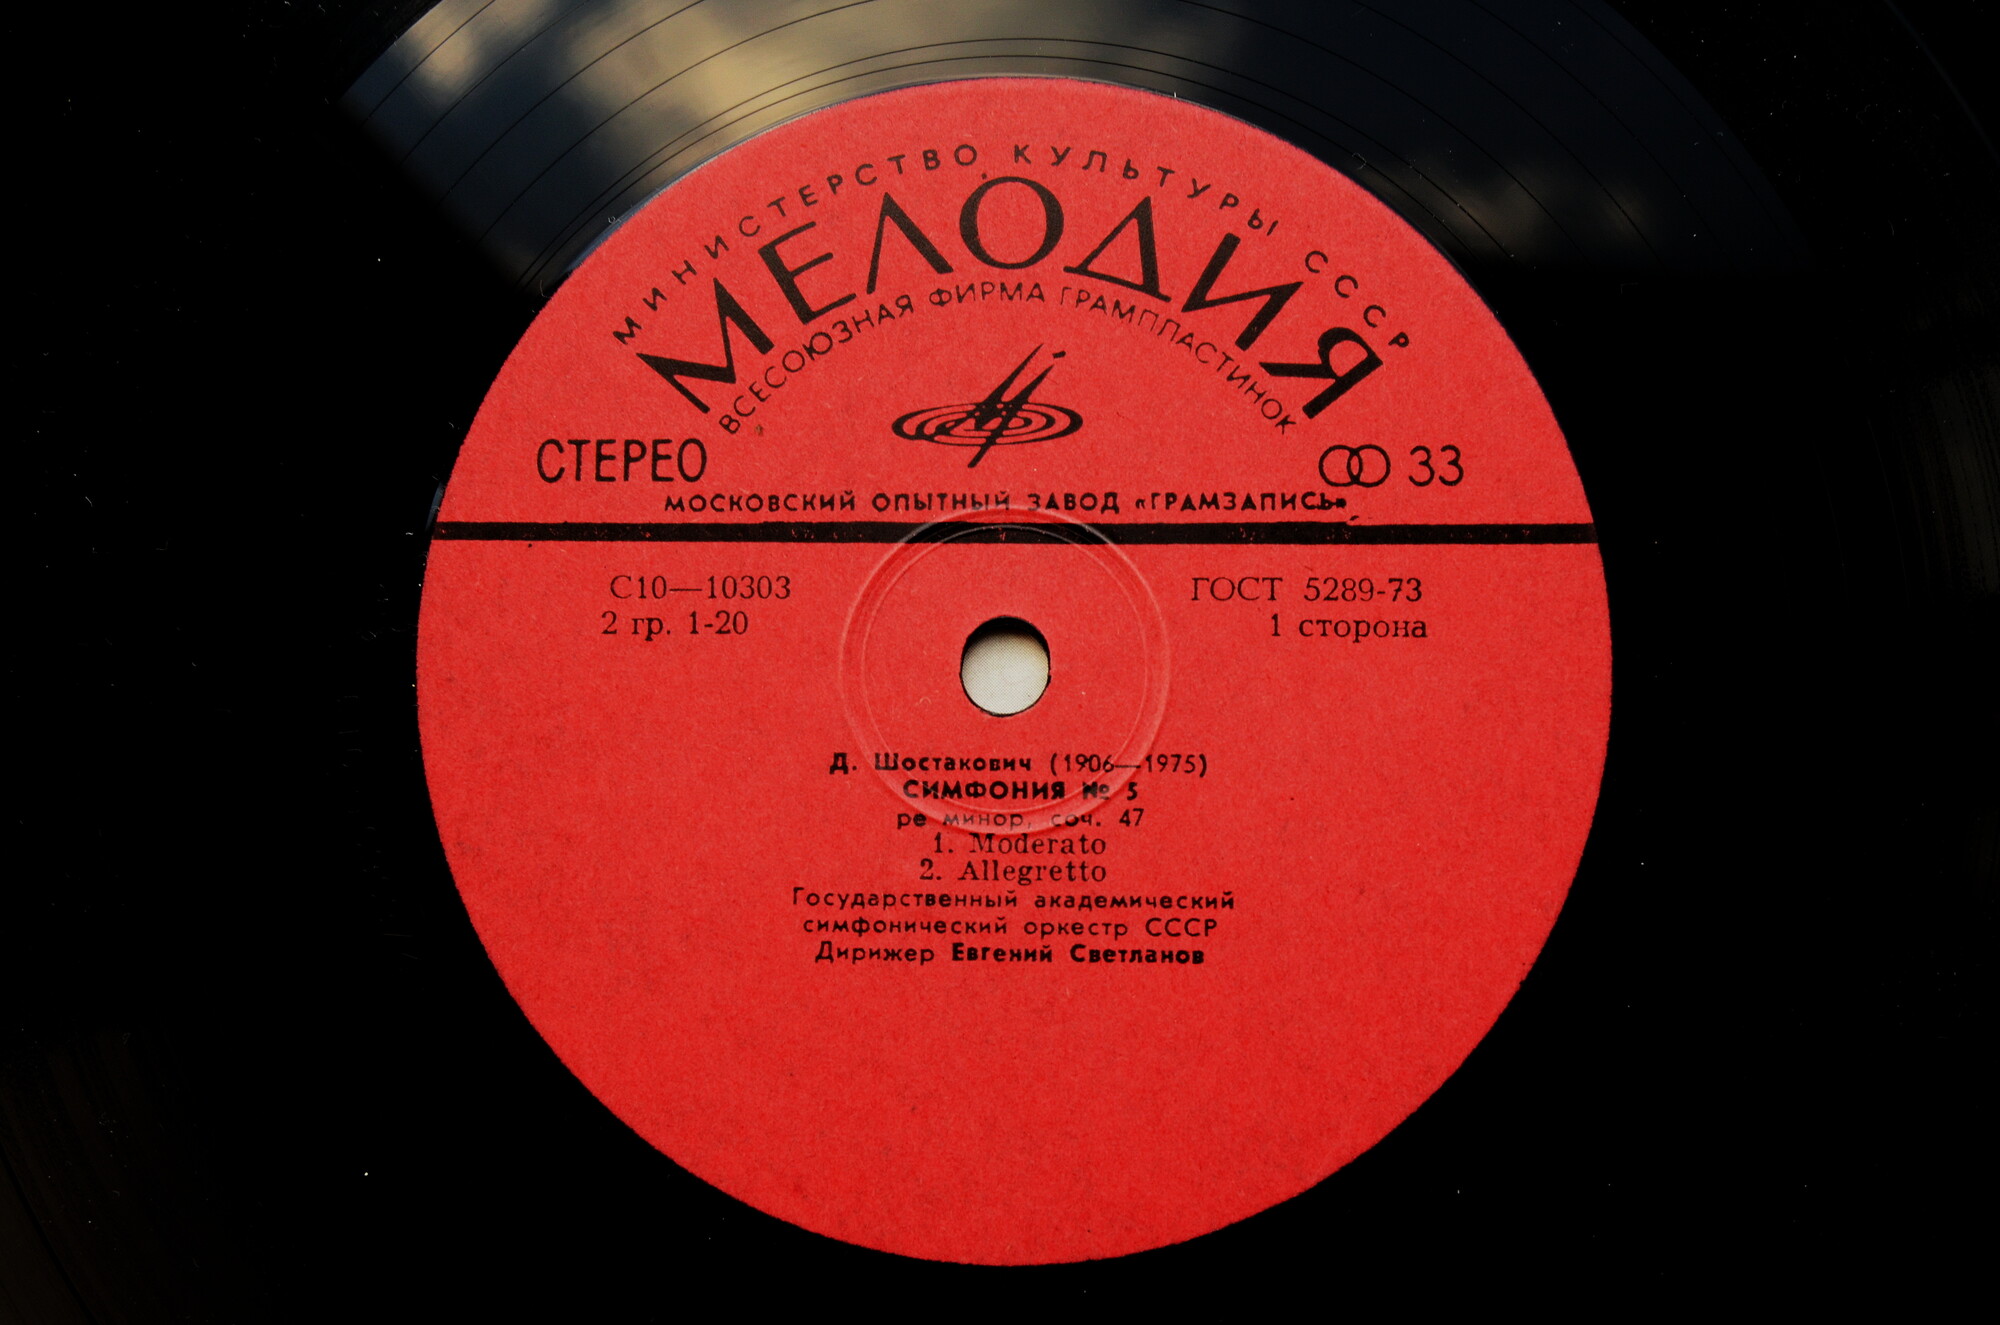 МИНИСТЕРСТВО КУЛЬТУРЫ СССР
МЕЛОДИЯ
ВСЕСОЮЗНАЯ ФИРМА ГРАМПЛАСТИНОК
СТЕРЕО
33
МОСКОВСКИЙ ОПЫТНЫЙ ЗАВОД «ГРАМЗАПИСЬ»
С10—10303
ГОСТ 5289-73
2 гр. 1-20
1 сторона
Д. Шостакович (1906—1975)
СИМФОНИЯ № 5
ре минор, соч. 47
1. Moderato
2. Allegretto
Государственный академический
симфонический оркестр СССР
Дирижер Евгений Светланов